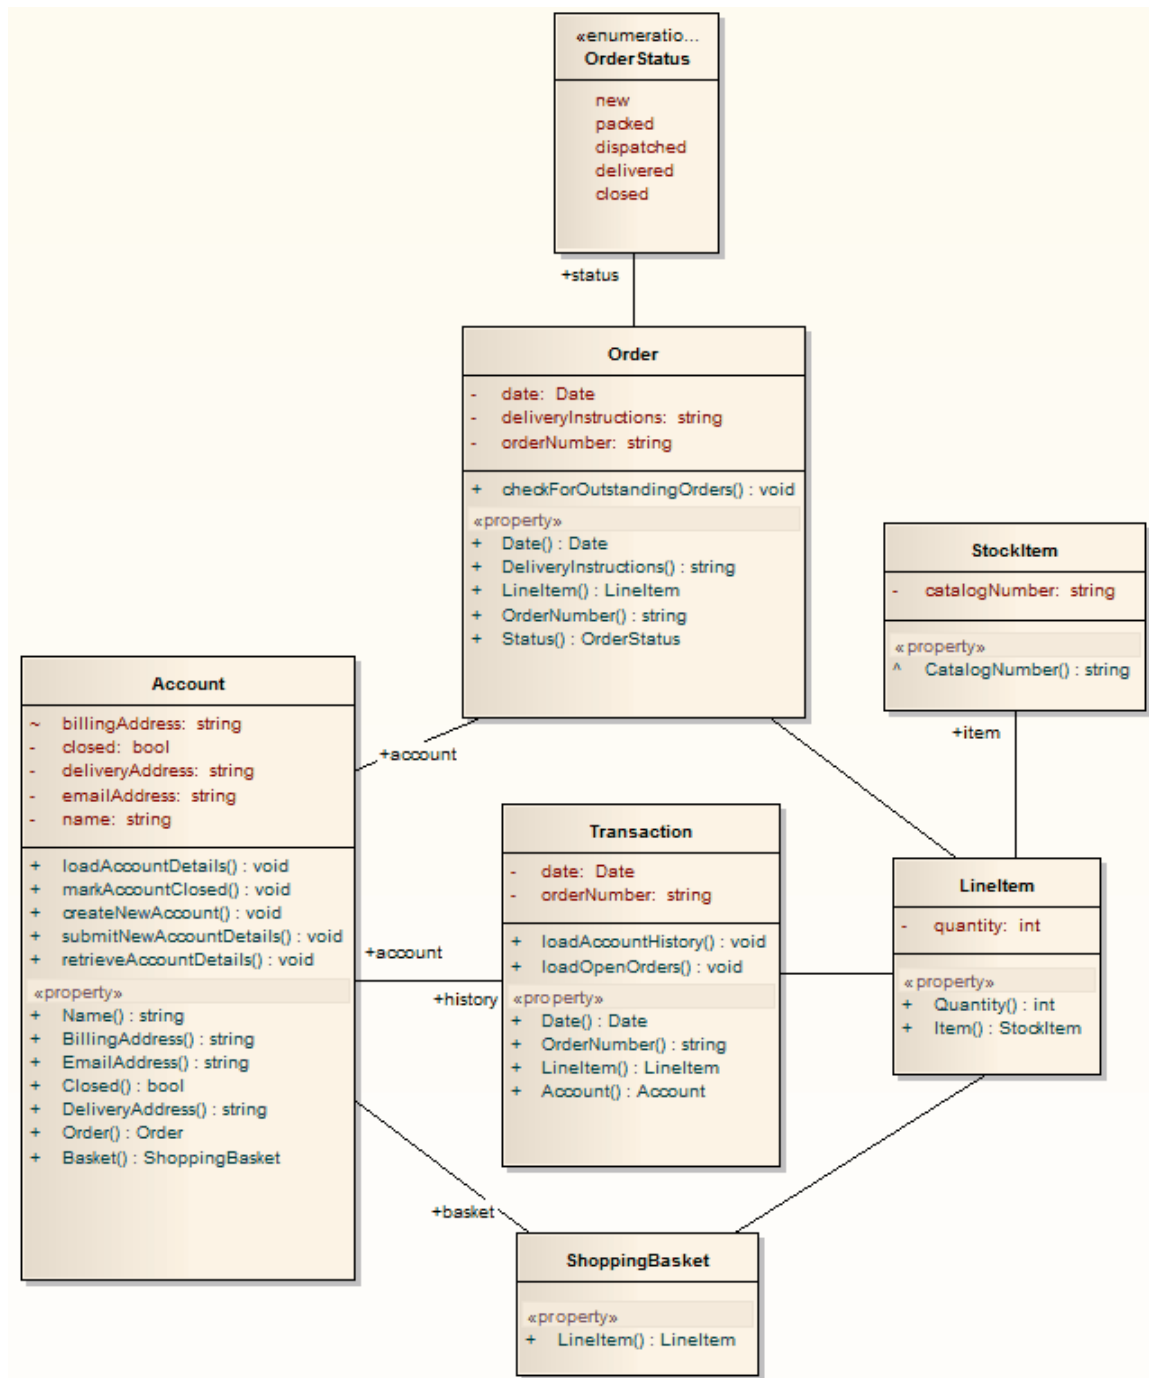 «enumeratio...
OrderStatus
new
packed
dispatched
delivered
closed
+status
Order
- date: Date
- deliveryInstructions: string
- orderNumber: string
+ checkForOutstandingOrders() : void
«property»
+ Date() : Date
+ DeliveryInstructions() : string
+ LineItem() : LineItem
+ OrderNumber() : string
+ Status() : OrderStatus
StockItem
- catalogNumber: string
«property»
^ CatalogNumber() : string
+item
Account
~ billingAddress: string
- closed: bool
- deliveryAddress: string
- emailAddress: string
- name: string
+ loadAccountDetails() : void
+ markAccountClosed() : void
+ createNewAccount() : void
+ submitNewAccountDetails() : void
+ retrieveAccountDetails() : void
«property»
+ Name() : string
+ BillingAddress() : string
+ EmailAddress() : string
+ Closed() : bool
+ DeliveryAddress() : string
+ Order() : Order
+ Basket() : ShoppingBasket
+account
+account
+history
Transaction
- date: Date
- orderNumber: string
+ loadAccountHistory() : void
+ loadOpenOrders() : void
«property»
+ Date() : Date
+ OrderNumber() : string
+ LineItem() : LineItem
+ Account() : Account
LineItem
- quantity: int
«property»
+ Quantity() : int
+ Item() : StockItem
+basket
ShoppingBasket
«property»
+ LineItem() : LineItem